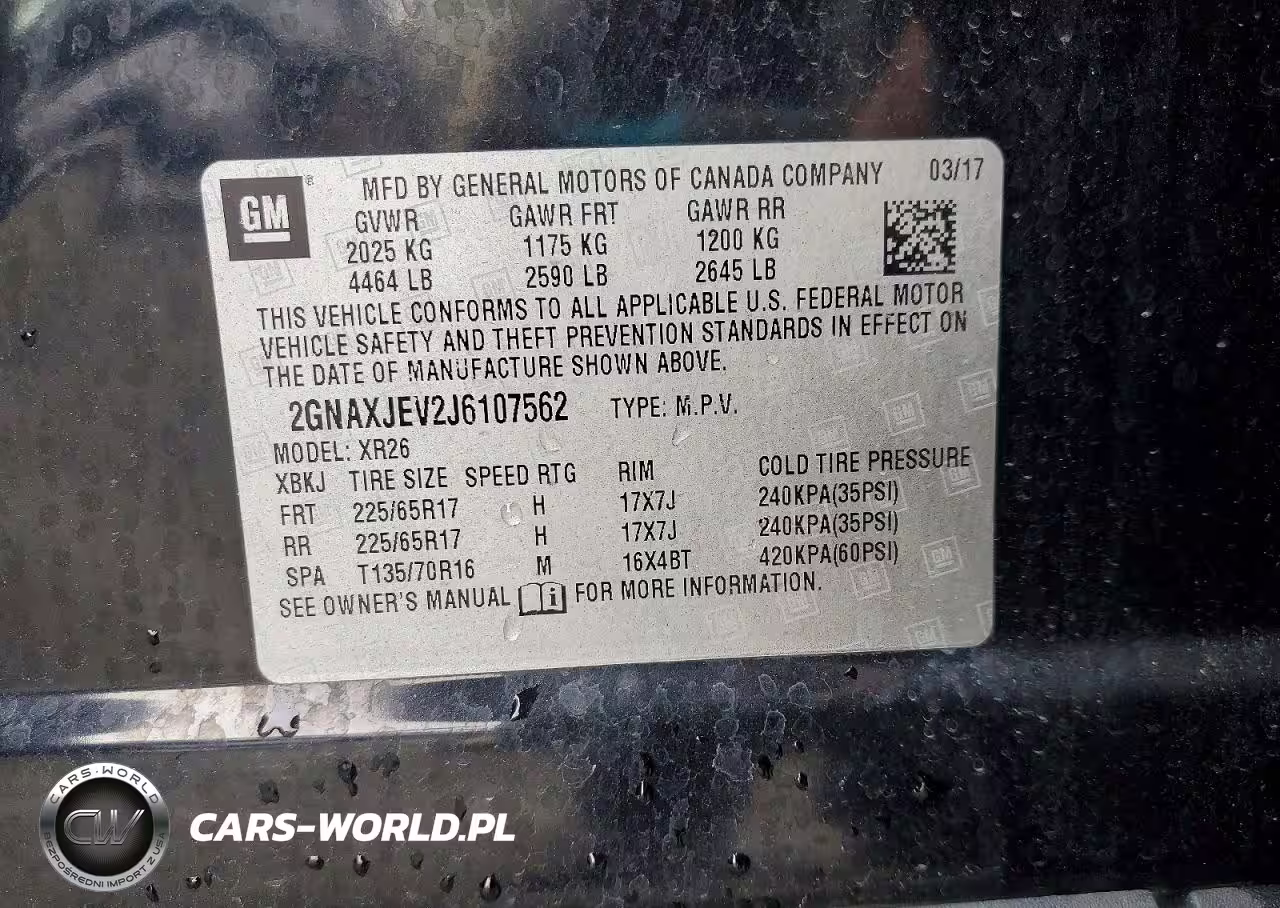 GM ® MFD BY GENERAL MOTORS OF CANADA COMPANY 03/17
GVWR GAWR FRT GAWR RR
2025 KG 1175 KG 1200 KG
4464 LB 2590 LB 2645 LB
THIS VEHICLE CONFORMS TO ALL APPLICABLE U.S. FEDERAL MOTOR
VEHICLE SAFETY AND THEFT PREVENTION STANDARDS IN EFFECT ON
THE DATE OF MANUFACTURE SHOWN ABOVE.
2GNAXJEV2J6107562 TYPE: M.P.V.
MODEL: XR26
XBKJ TIRE SIZE SPEED RTG RIM COLD TIRE PRESSURE
FRT 225/65R17 H 17X7J 240KPA(35PSI)
RR 225/65R17 H 17X7J 240KPA(35PSI)
SPA T135/70R16 M 16X4BT 420KPA(60PSI)
SEE OWNER'S MANUAL i FOR MORE INFORMATION.
CARS-WORLD
CW
BEZPOŚREDNI IMPORT Z USA
CARS-WORLD.PL